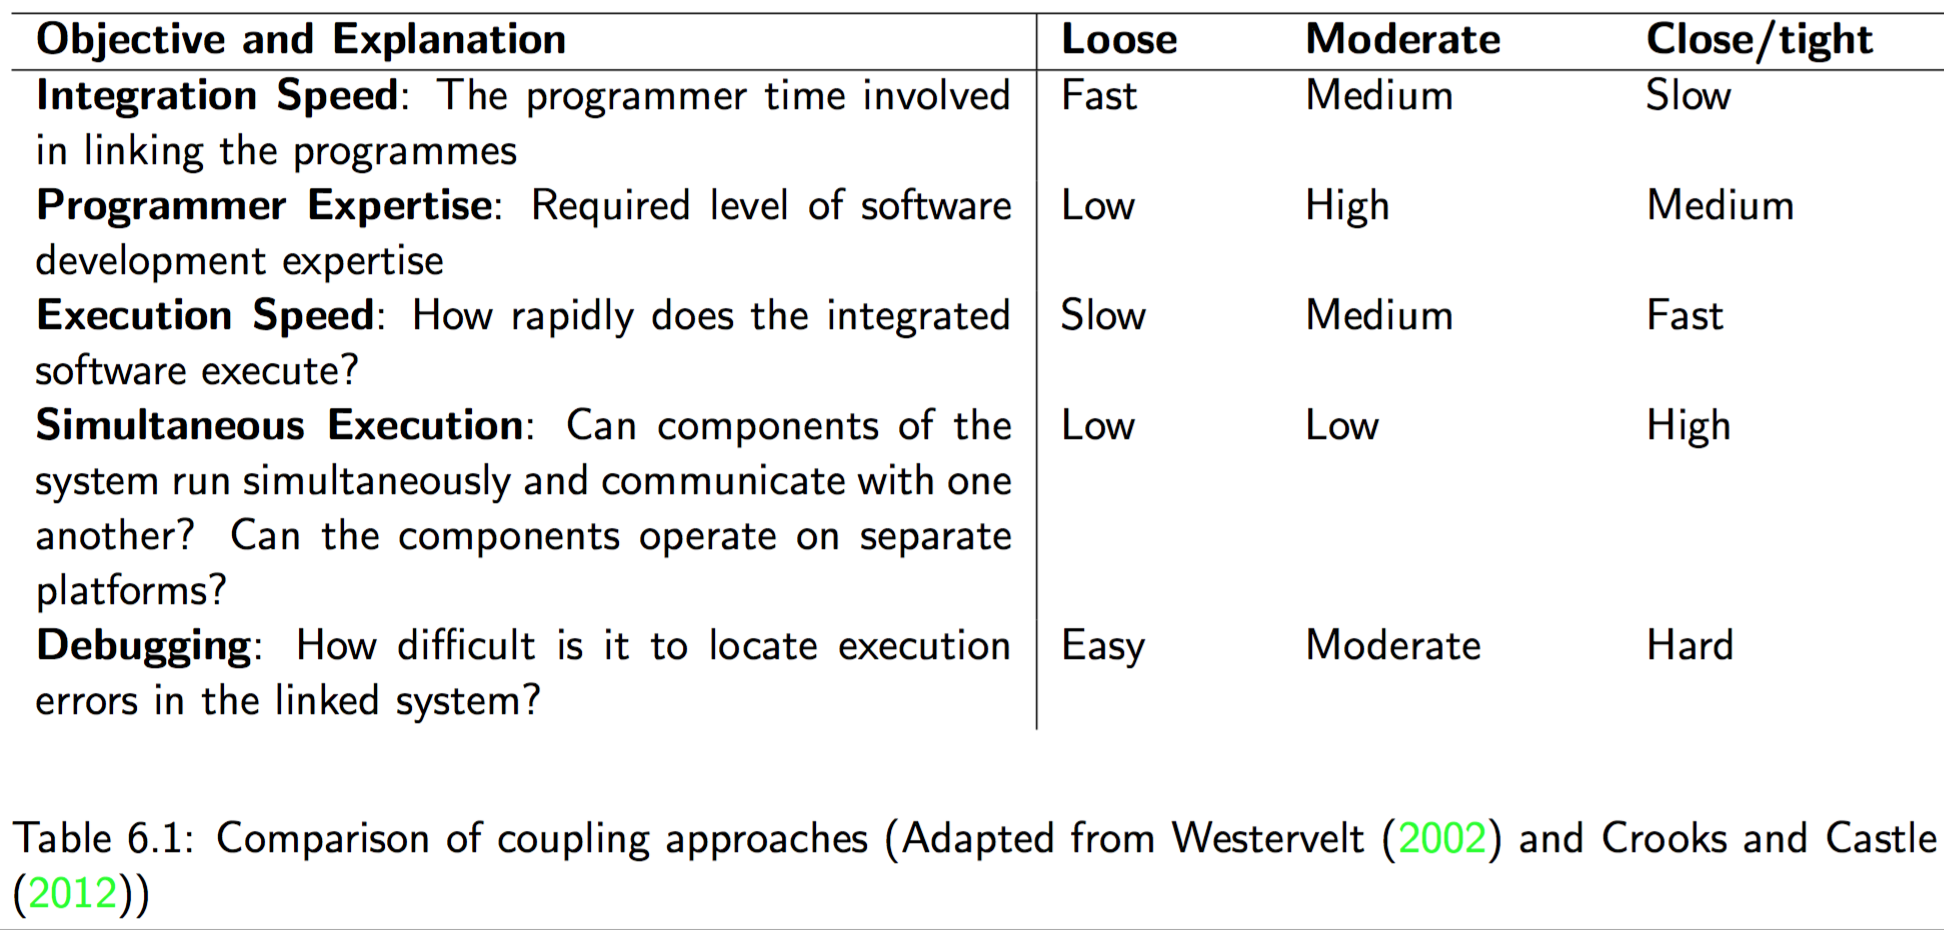 Objective and Explanation Loose Moderate Close/tight
Integration Speed: The programmer time involved Fast Medium Slow
in linking the programmes
Programmer Expertise: Required level of software Low High Medium
development expertise
Execution Speed: How rapidly does the integrated Slow Medium Fast
software execute?
Simultaneous Execution: Can components of the Low Low High
system run simultaneously and communicate with one
another? Can the components operate on separate
platforms?
Debugging: How difficult is it to locate execution Easy Moderate Hard
errors in the linked system?
Table 6.1: Comparison of coupling approaches (Adapted from Westervelt (2002) and Crooks and Castle
(2012))